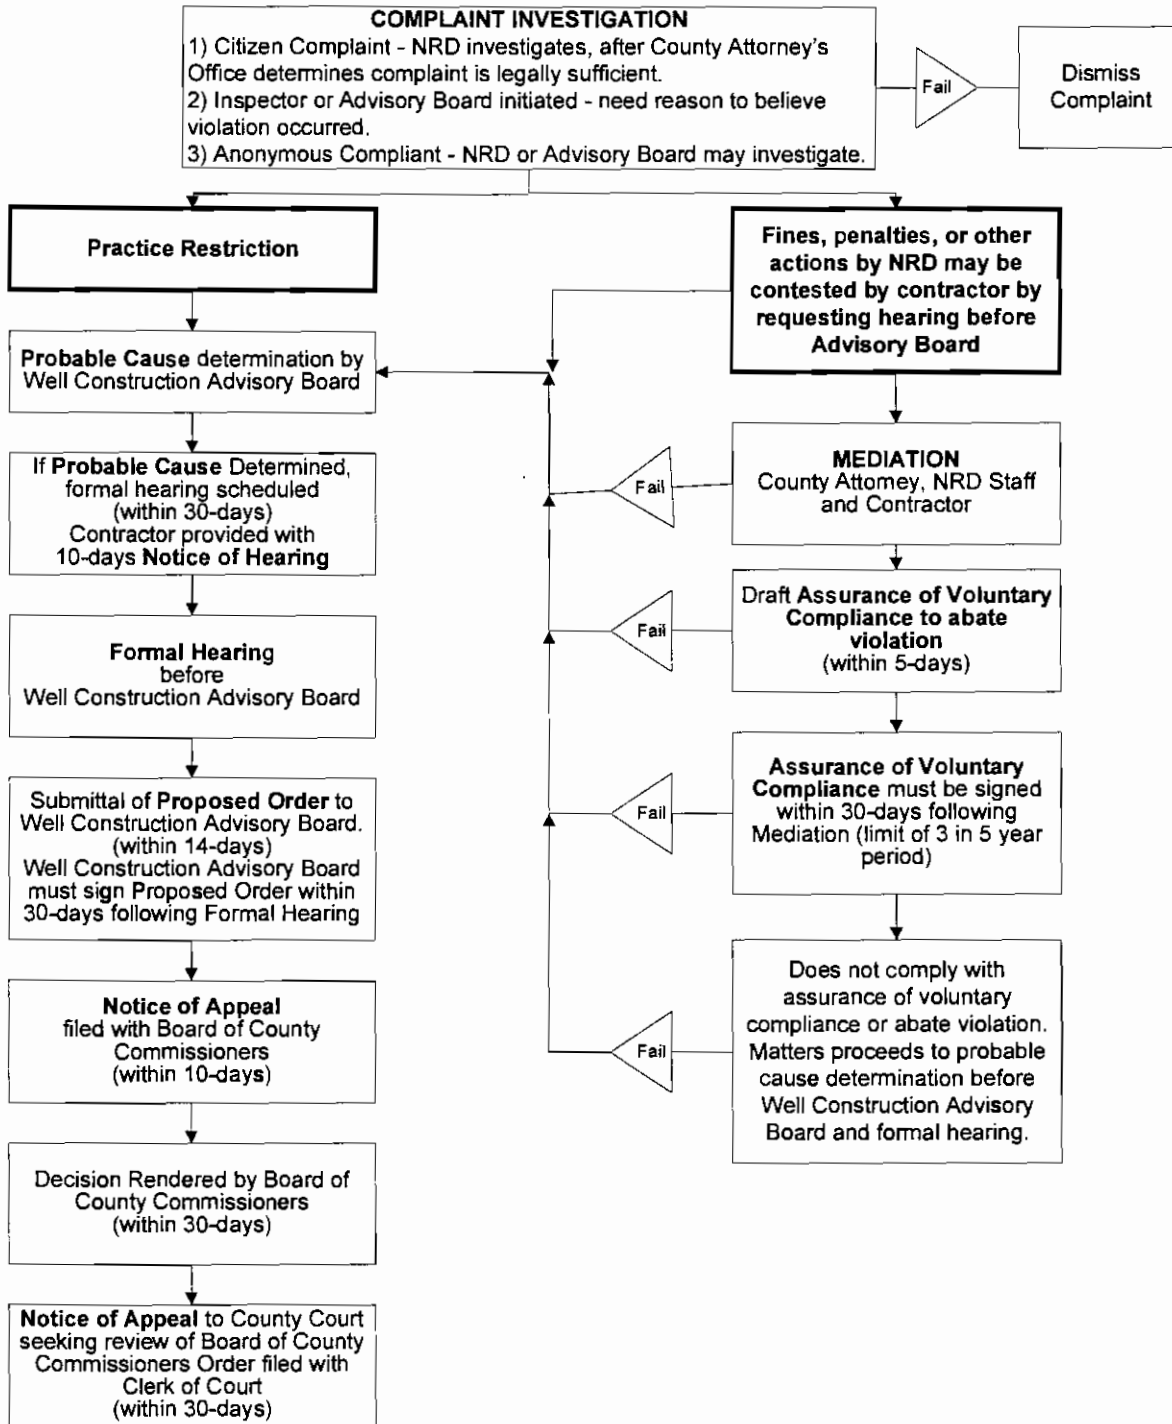 COMPLAINT INVESTIGATION
1) Citizen Complaint - NRD investigates, after County Attorney's
Office determines complaint is legally sufficient.
2) Inspector or Advisory Board initiated - need reason to believe
violation occurred.
3) Anonymous Compliant - NRD or Advisory Board may investigate.
Fail
Dismiss
Complaint
Practice Restriction
Probable Cause determination by
Well Construction Advisory Board
If Probable Cause Determined,
formal hearing scheduled
(within 30-days)
Contractor provided with
10-days Notice of Hearing
Formal Hearing
before
Well Construction Advisory Board
Submittal of Proposed Order to
Well Construction Advisory Board.
(within 14-days)
Well Construction Advisory Board
must sign Proposed Order within
30-days following Formal Hearing
Notice of Appeal
filed with Board of County
Commissioners
(within 10-days)
Decision Rendered by Board of
County Commissioners
(within 30-days)
Notice of Appeal to County Court
seeking review of Board of County
Commissioners Order filed with
Clerk of Court
(within 30-days)
Fines, penalties, or other
actions by NRD may be
contested by contractor by
requesting hearing before
Advisory Board
MEDIATION
County Attorney, NRD Staff
and Contractor
Fail
Draft Assurance of Voluntary
Compliance to abate
violation
(within 5-days)
Fail
Assurance of Voluntary
Compliance must be signed
within 30-days following
Mediation (limit of 3 in 5 year
period)
Fail
Does not comply with
assurance of voluntary
compliance or abate violation.
Matters proceeds to probable
cause determination before
Well Construction Advisory
Board and formal hearing.
Fail